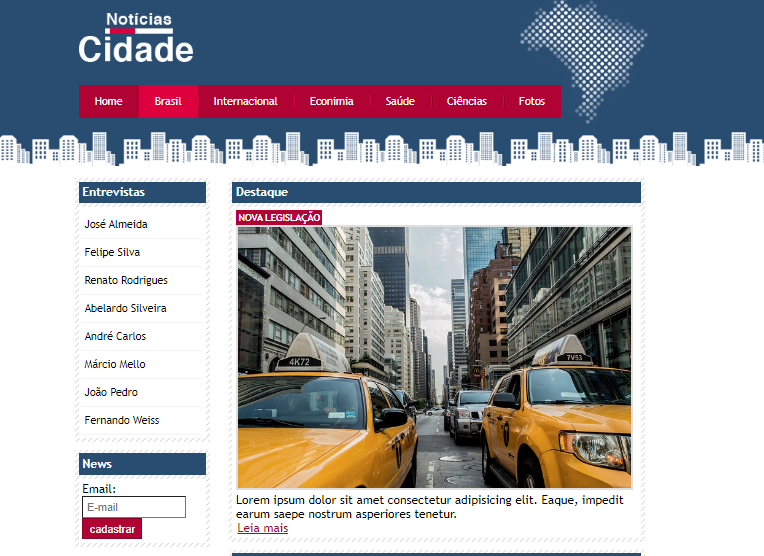 Notícias
Cidade
Home Brasil Internacional Econimia Saúde Ciências Fotos
Entrevistas
José Almeida
Felipe Silva
Renato Rodrigues
Abelardo Silveira
André Carlos
Márcio Mello
João Pedro
Fernando Weiss
News
Email:
E-mail
cadastrar
Destaque
NOVA LEGISLAÇÃO
4K72
7V53
Lorem ipsum dolor sit amet consectetur adipisicing elit. Eaque, impedit
earum saepe nostrum asperiores tenetur.
Leia mais